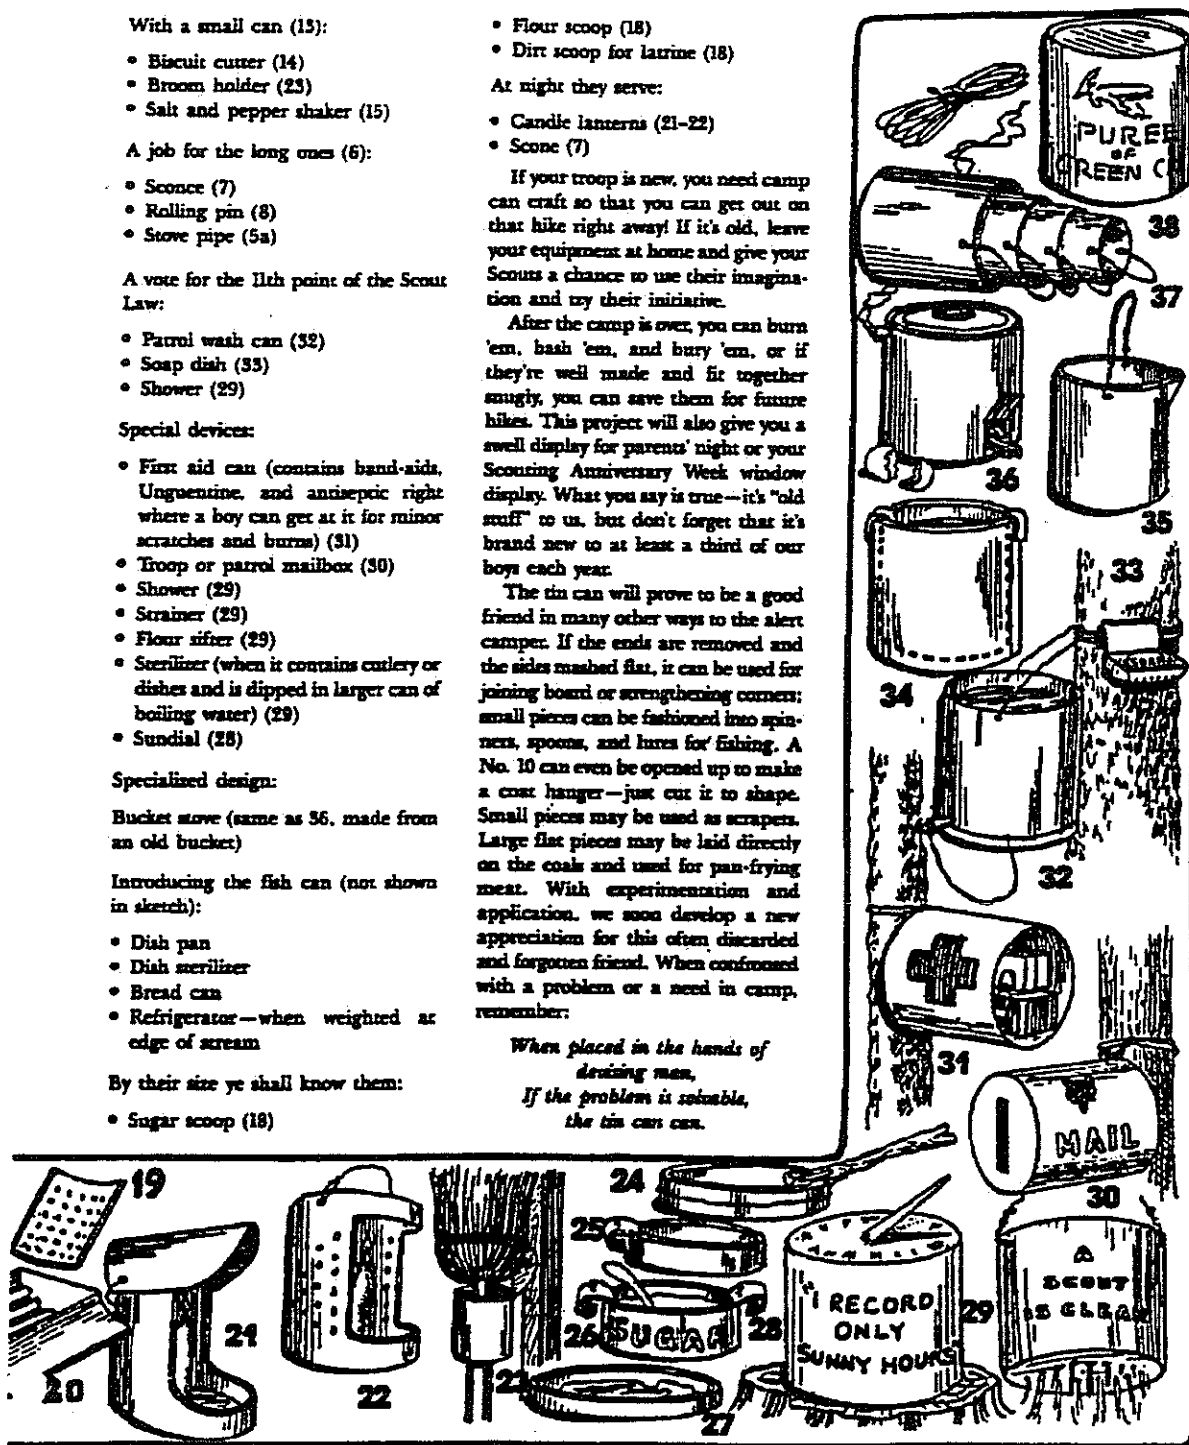 With a small can (13):
• Biscuit cutter (14)
• Broom holder (23)
• Salt and pepper shaker (15)
A job for the long ones (6):
• Sconce (7)
• Rolling pin (8)
• Stove pipe (5a)
A vote for the 11th point of the Scout
Law:
• Patrol wash can (32)
• Soap dish (33)
• Shower (29)
Special devices:
• First aid can (contains band-aids,
Unguentine, and antiseptic right
where a boy can get at it for minor
scratches and burns) (31)
• Troop or patrol mailbox (30)
• Shower (29)
• Strainer (29)
• Flour sifter (29)
• Sterilizer (when it contains cutlery or
dishes and is dipped in larger can of
boiling water) (29)
• Sundial (28)
Specialized design:
Bucket stove (same as 36, made from
an old bucket)
Introducing the fish can (not shown
in sketch):
• Dish pan
• Dish sterilizer
• Bread can
• Refrigerator—when weighted at
edge of stream
By their size ye shall know them:
• Sugar scoop (18)
• Flour scoop (18)
• Dirt scoop for latrine (18)
At night they serve:
• Candle lanterns (21-22)
• Scone (7)
If your troop is new, you need camp
can craft so that you can get out on
that hike right away! If it's old, leave
your equipment at home and give your
Scouts a chance to use their imagina-
tion and try their initiative.
After the camp is over, you can burn
'em, bash 'em, and bury 'em, or if
they're well made and fit together
snugly, you can save them for future
hikes. This project will also give you a
swell display for parents' night or your
Scouting Anniversary Week window
display. What you say is true—it's "old
stuff" to us, but don't forget that it's
brand new to at least a third of our
boys each year.
The tin can will prove to be a good
friend in many other ways to the alert
camper. If the ends are removed and
the sides mashed flat, it can be used for
joining board or strengthening corners;
small pieces can be fashioned into spin-
ners, spoons, and lures for fishing. A
No. 10 can even be opened up to make
a coat hanger—just cut it to shape.
Small pieces may be used as scrapers.
Large flat pieces may be laid directly
on the coals and used for pan-frying
meat. With experimentation and
application, we soon develop a new
appreciation for this often discarded
and forgotten friend. When confronted
with a problem or a need in camp,
remember:
When placed in the hands of
desiring men,
If the problem is solvable,
the tin can can.
PUREE
OF
GREEN
38
37
36
35
34
33
SOAP
32
31
MAIL
30
19
20
21
22
23
24
25
26
SUGAR
27
28
"I RECORD
ONLY
SUNNY HOURS"
29
A
SCOUT
IS CLEAN